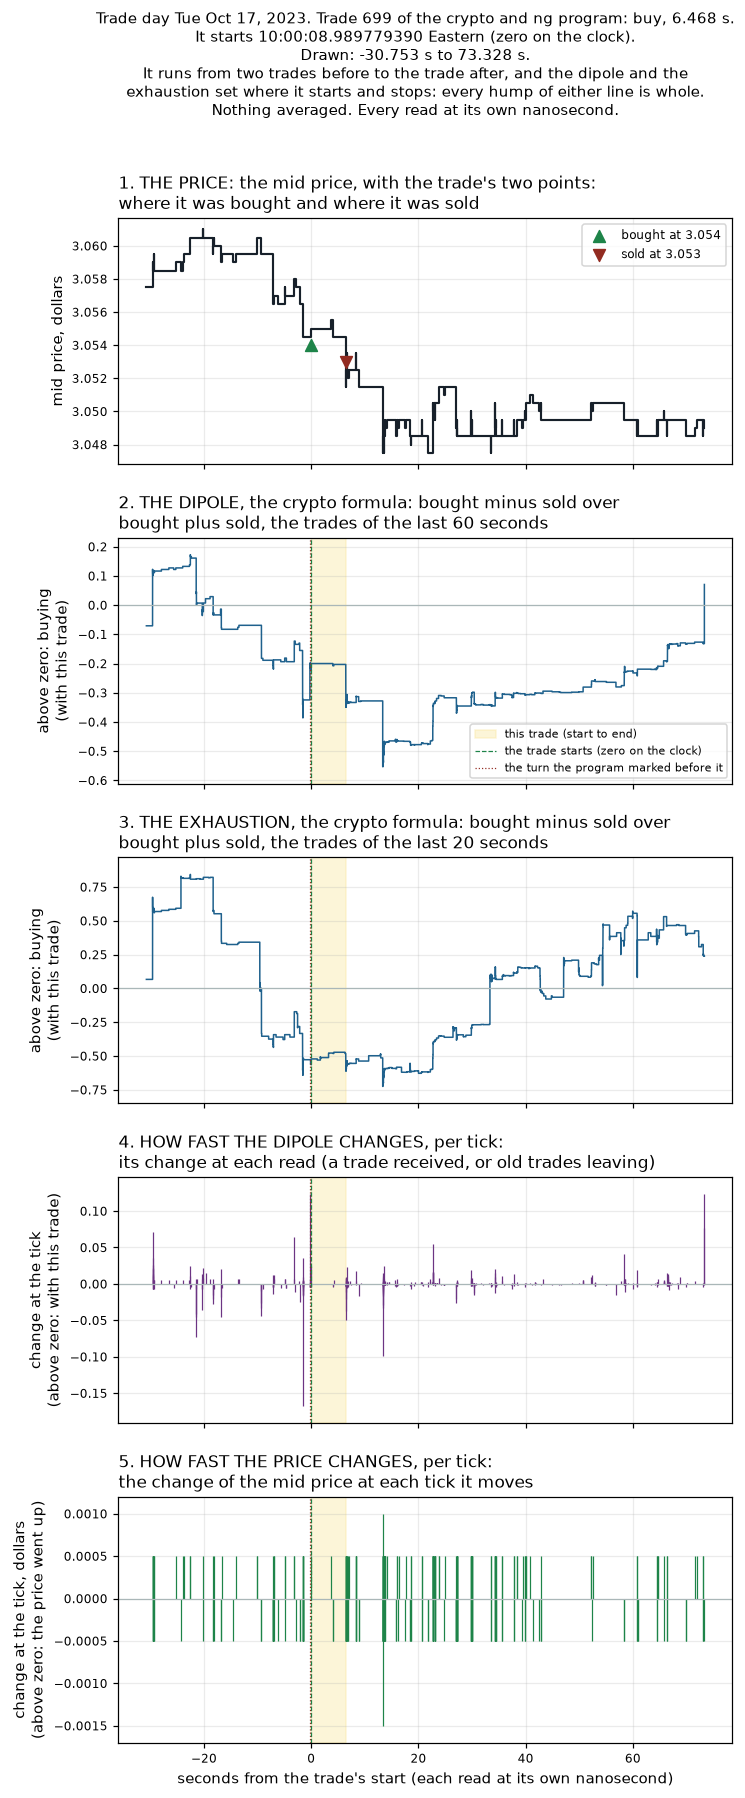 Trade day Tue Oct 17, 2023. Trade 699 of the crypto and ng program: buy, 6.468 s.
It starts 10:00:08.989779390 Eastern (zero on the clock).
Drawn: -30.753 s to 73.328 s.
It runs from two trades before to the trade after, and the dipole and the
exhaustion set where it starts and stops: every hump of either line is whole.
Nothing averaged. Every read at its own nanosecond.
1. THE PRICE: the mid price, with the trade's two points:
where it was bought and where it was sold
bought at 3.054
sold at 3.053
3.060
3.058
3.056
3.054
3.052
3.050
3.048
mid price, dollars
2. THE DIPOLE, the crypto formula: bought minus sold over
bought plus sold, the trades of the last 60 seconds
0.2
0.1
0.0
−0.1
−0.2
−0.3
−0.4
−0.5
−0.6
above zero: buying
(with this trade)
this trade (start to end)
the trade starts (zero on the clock)
the turn the program marked before it
3. THE EXHAUSTION, the crypto formula: bought minus sold over
bought plus sold, the trades of the last 20 seconds
0.75
0.50
0.25
0.00
−0.25
−0.50
−0.75
above zero: buying
(with this trade)
4. HOW FAST THE DIPOLE CHANGES, per tick:
its change at each read (a trade received, or old trades leaving)
0.10
0.05
0.00
−0.05
−0.10
−0.15
change at the tick
(above zero: with this trade)
5. HOW FAST THE PRICE CHANGES, per tick:
the change of the mid price at each tick it moves
0.0010
0.0005
0.0000
−0.0005
−0.0010
−0.0015
change at the tick, dollars
(above zero: the price went up)
−20
0
20
40
60
seconds from the trade's start (each read at its own nanosecond)